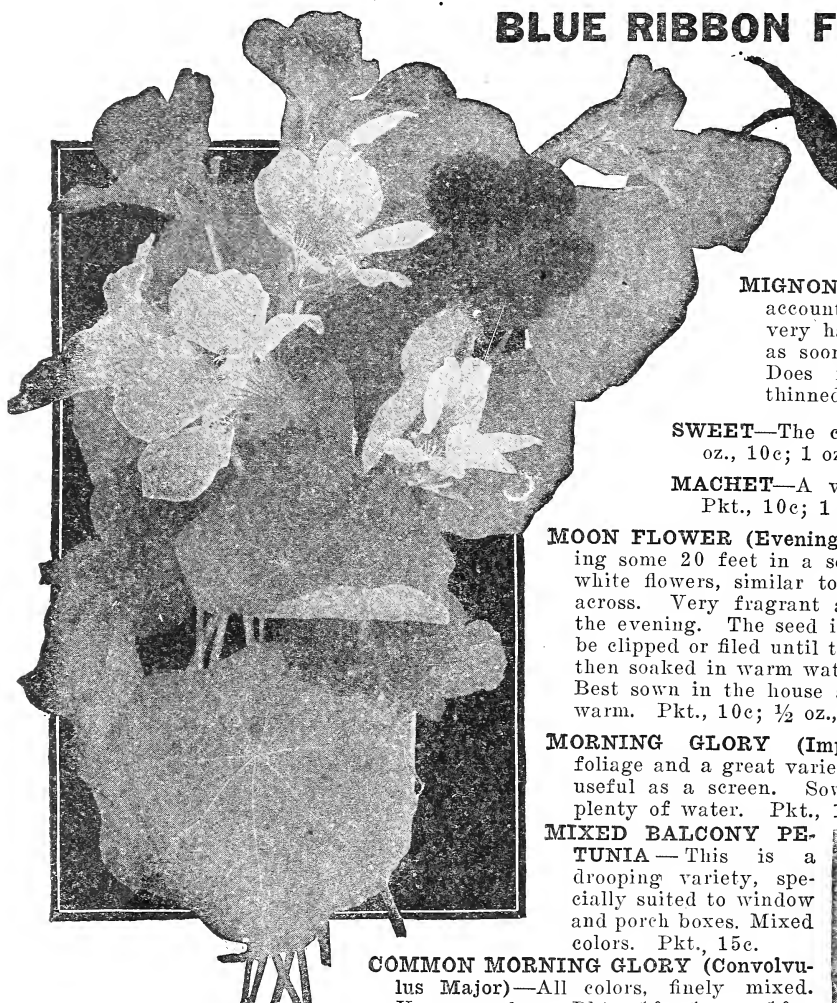 BLUE RIBBON F
MIGNON
account
very h
as soon
Does
thinned
SWEET—The c
oz., 10c; 1 oz
MACHET—A v
Pkt., 10c; 1
MOON FLOWER (Evening
ing some 20 feet in a se
white flowers, similar to
across. Very fragrant a
the evening. The seed i
be clipped or filed until t
then soaked in warm wat
Best sown in the house
warm. Pkt., 10c; ½ oz.,
MORNING GLORY (Imp
foliage and a great varie
useful as a screen. Sow
plenty of water. Pkt., 1
MIXED BALCONY PE-
TUNIA — This is a
drooping variety, spe-
cially suited to window
and porch boxes. Mixed
colors. Pkt., 15c.
COMMON MORNING GLORY (Convolvu-
lus Major)—All colors, finely mixed.